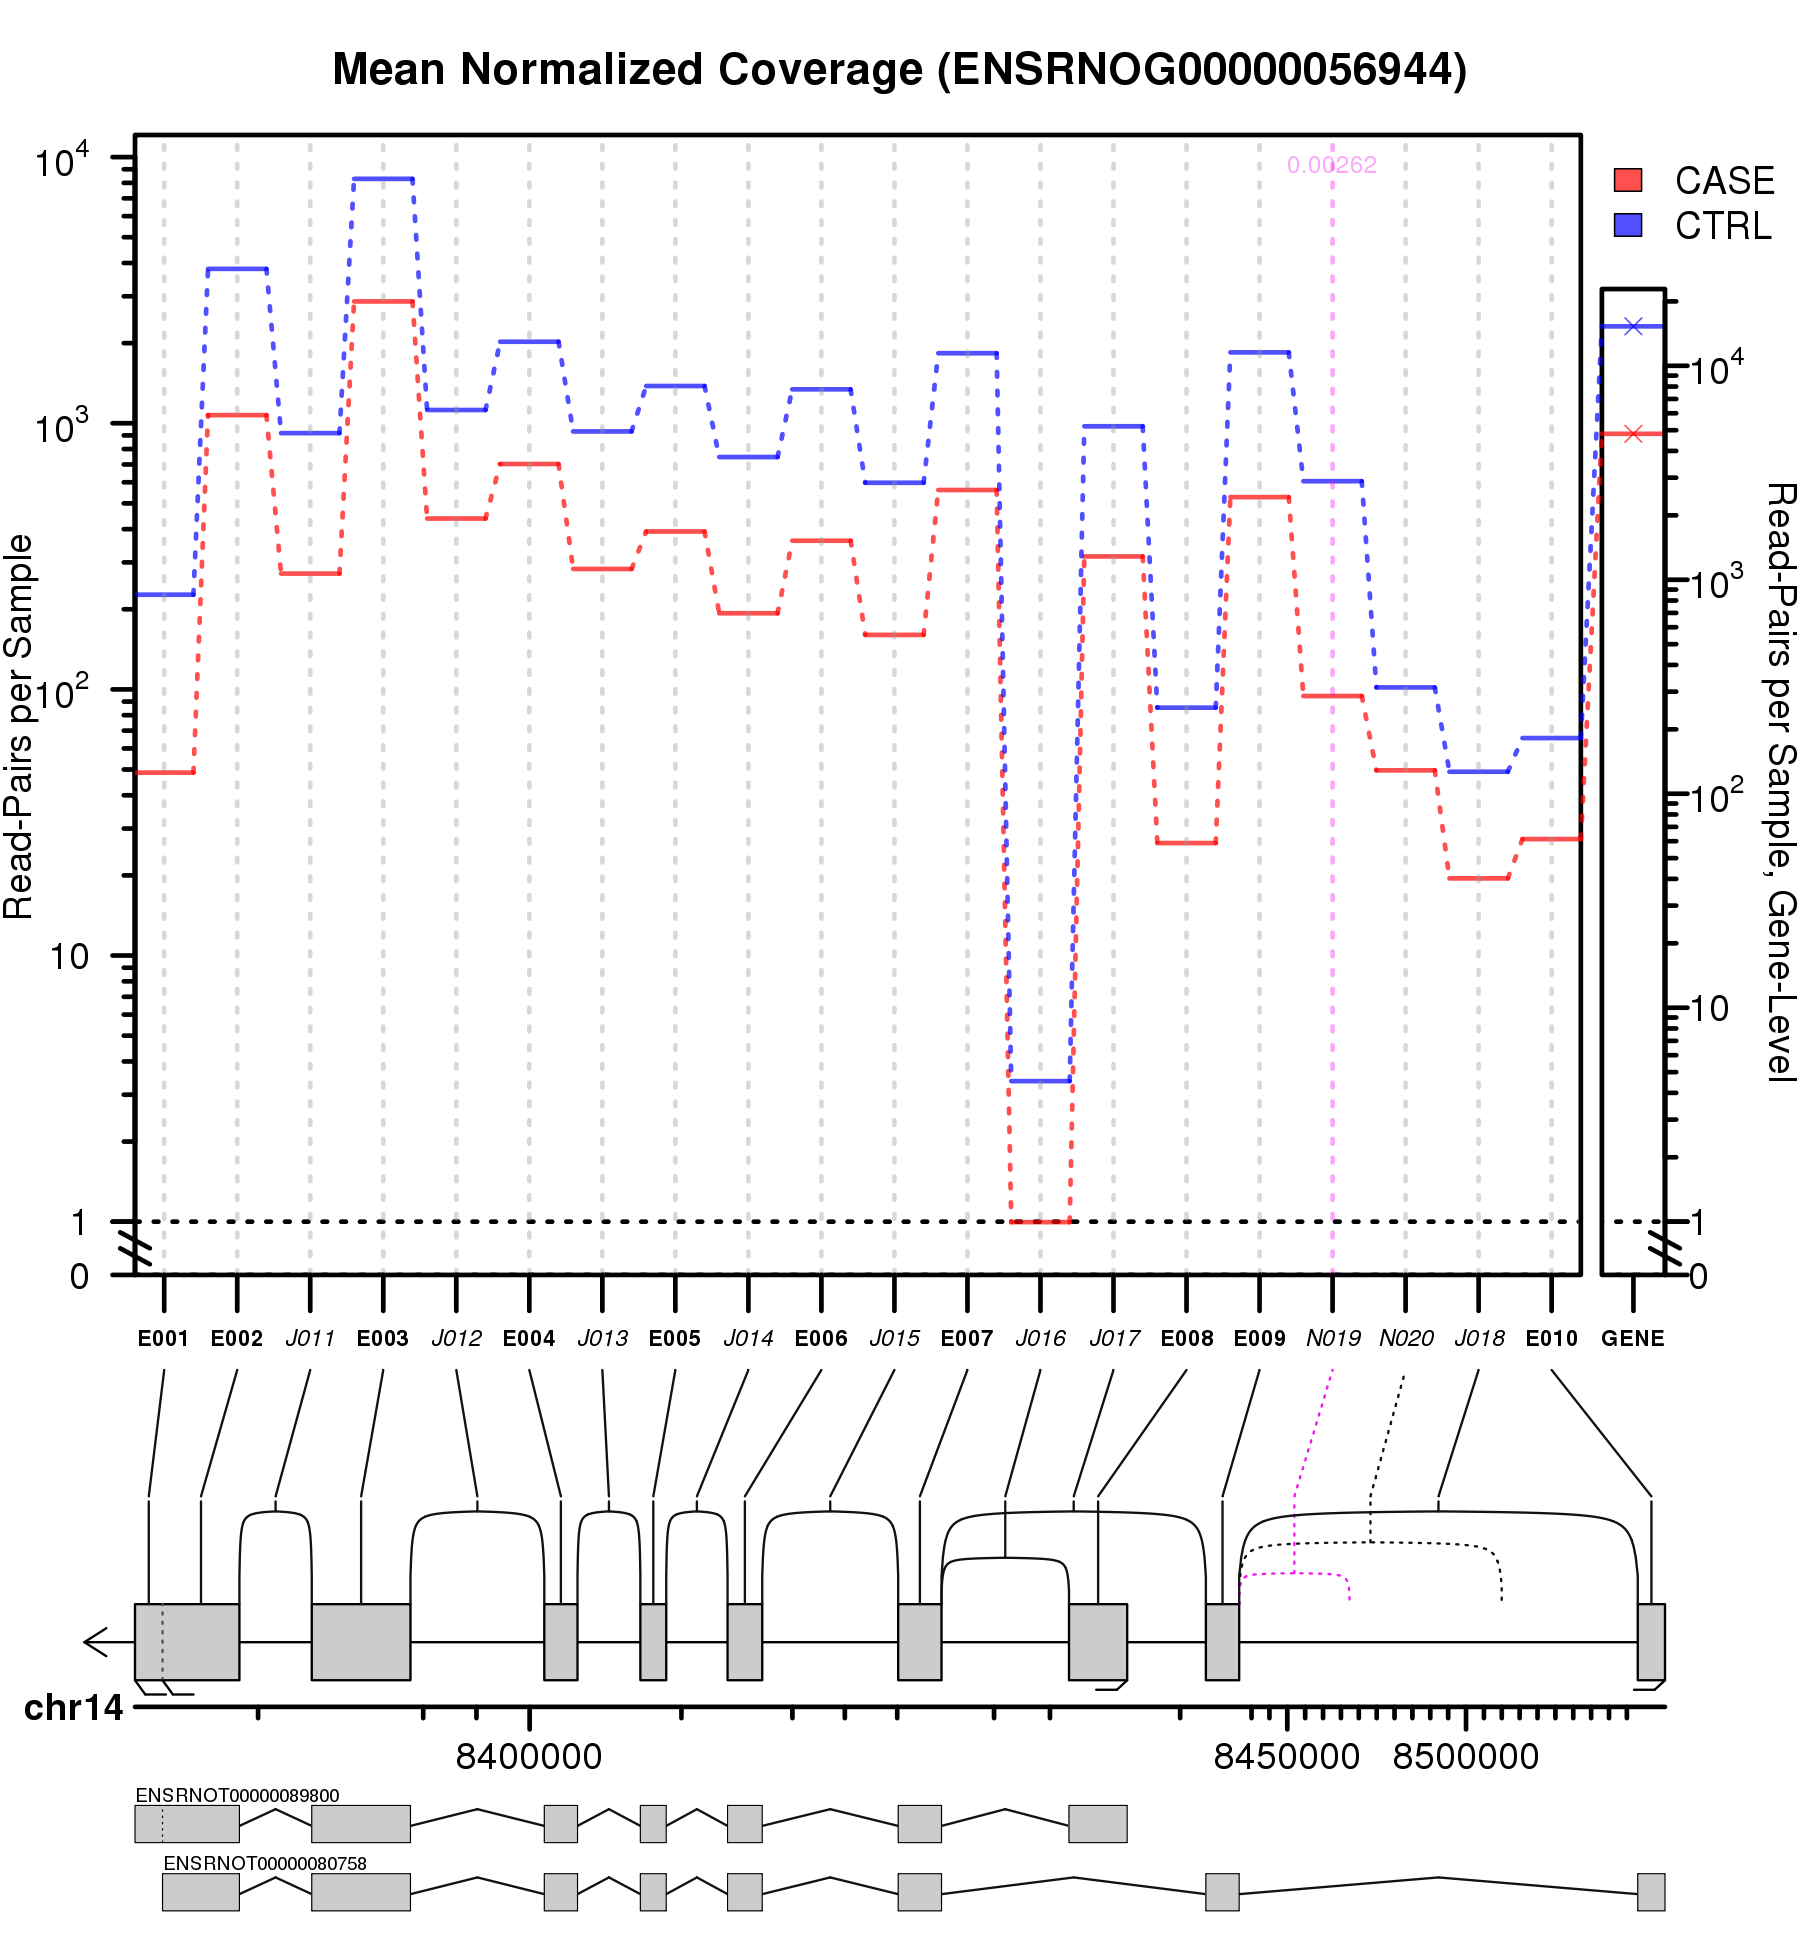 Mean Normalized Coverage (ENSRNOG00000056944)
0.00262
CASE
CTRL
Read-Pairs per Sample
10^4
10^3
10^2
10
1
0
10^4
10^3
10^2
10
1
0
Read-Pairs per Sample, Gene-Level
E001 E002 J011 E003 J012 E004 J013 E005 J014 E006 J015 E007 J016 J017 E008 E009 N019 N020 J018 E010 GENE
chr14
8400000 8450000 8500000
ENSRNOT00000089800
ENSRNOT00000080758